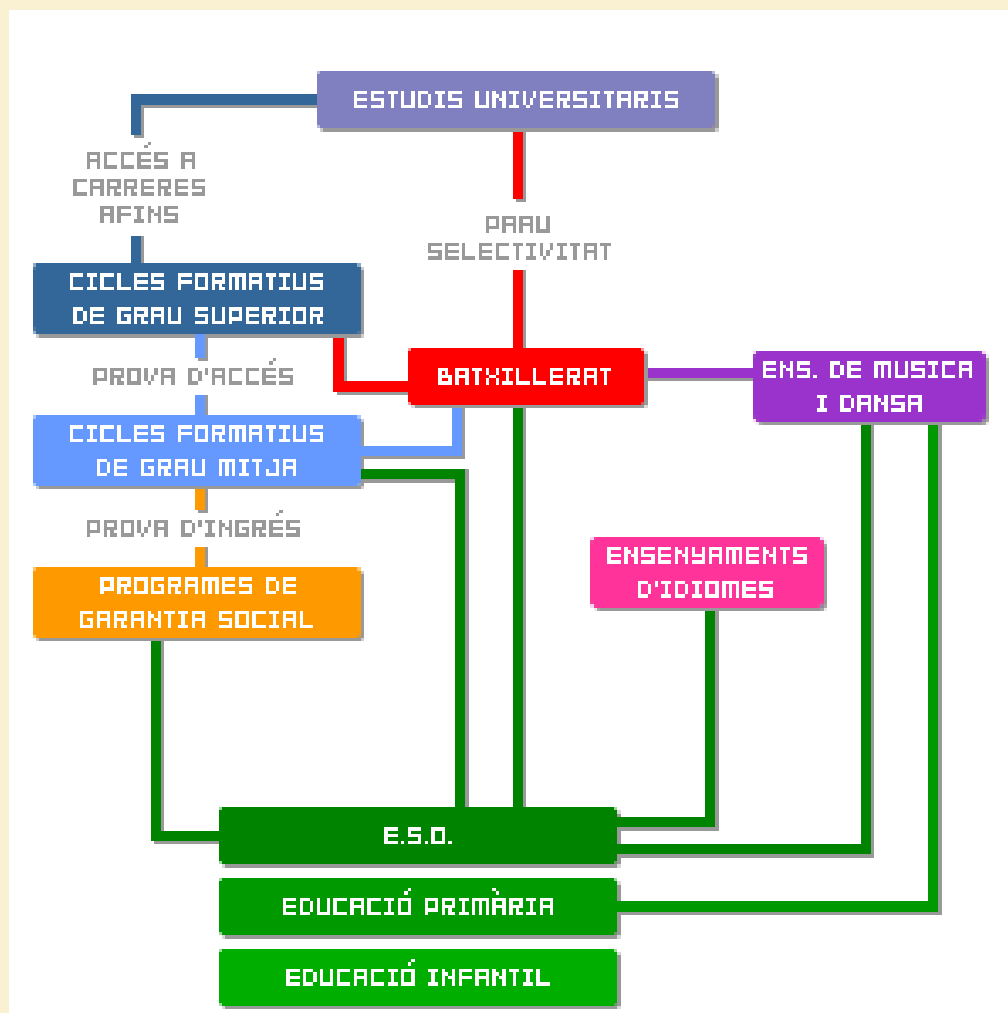 ESTUDIS UNIVERSITARIS
ACCÉS A
CARRERES
AFINS
PAAU
SELECTIVITAT
CICLES FORMATIUS
DE GRAU SUPERIOR
PROVA D'ACCÉS
BATXILLERAT
ENS. DE MUSICA
I DANSA
CICLES FORMATIUS
DE GRAU MITJA
PROVA D'INGRÉS
ENSENYAMENTS
D'IDIOMES
PROGRAMES DE
GARANTIA SOCIAL
E.S.O.
EDUCACIÓ PRIMÀRIA
EDUCACIÓ INFANTIL